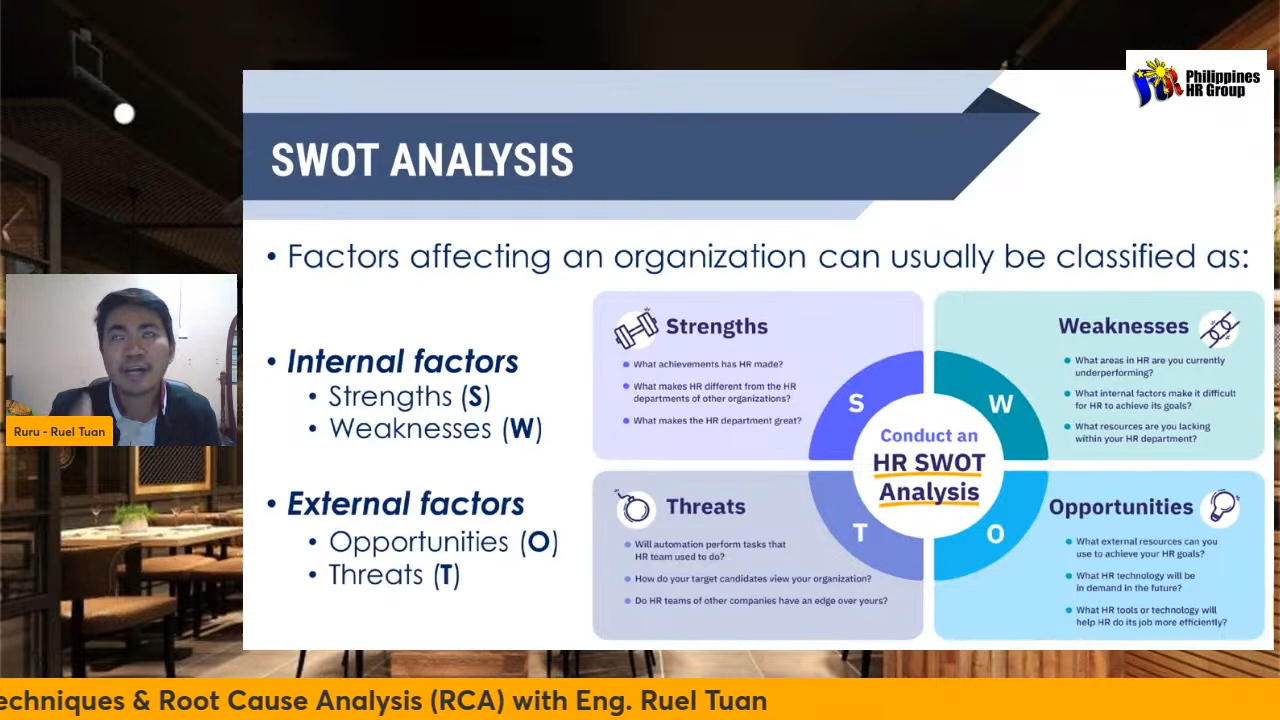 Philippines
HR Group
SWOT ANALYSIS
• Factors affecting an organization can usually be classified as:
• Internal factors
• Strengths (S)
• Weaknesses (W)
• External factors
• Opportunities (O)
• Threats (T)
Strengths
• What achievements has HR made?
• What makes HR different from the HR
departments of other organizations?
• What makes the HR department great?
Weaknesses
• What areas in HR are you currently
underperforming?
• What internal factors make it difficult
for HR to achieve its goals?
• What resources are you lacking
within your HR department?
S
W
Conduct an
HR SWOT
Analysis
T
O
Threats
• Will automation perform tasks that
HR team used to do?
• How do your target candidates view your organization?
• Do HR teams of other companies have an edge over yours?
Opportunities
• What external resources can you
use to achieve your HR goals?
• What HR technology will be
in demand in the future?
• What HR tools or technology will
help HR do its job more efficiently?
Ruru - Ruel Tuan
echniques & Root Cause Analysis (RCA) with Eng. Ruel Tuan